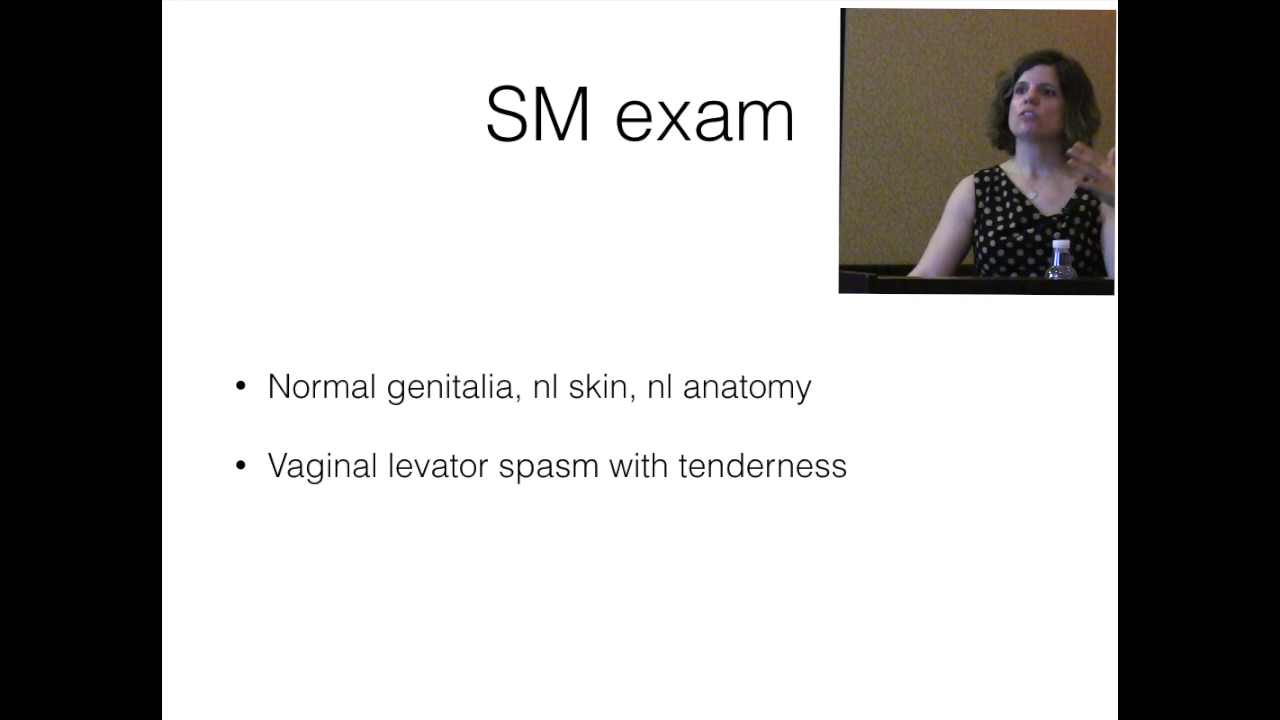 SM exam
• Normal genitalia, nl skin, nl anatomy
• Vaginal levator spasm with tenderness